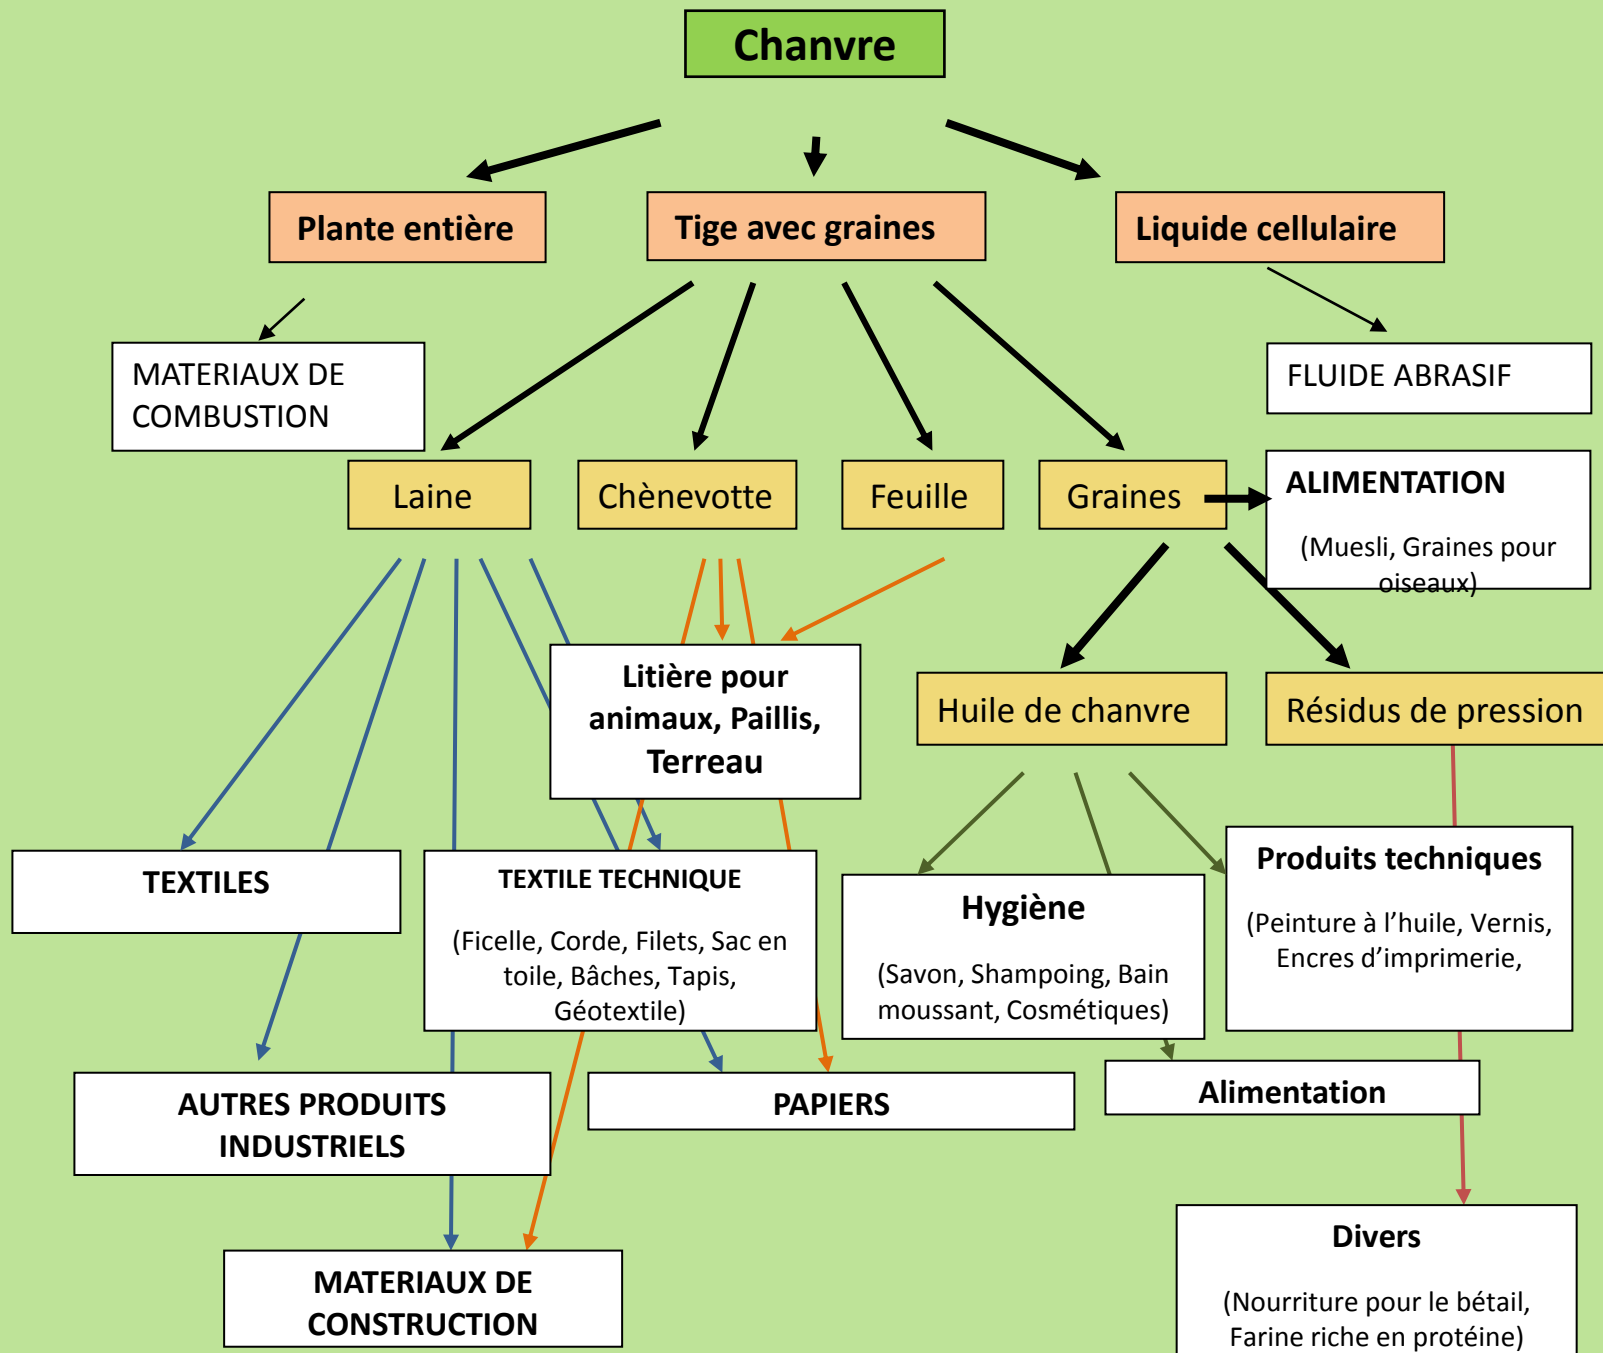 Chanvre
Plante entière
Tige avec graines
Liquide cellulaire
MATERIAUX DE
COMBUSTION
FLUIDE ABRASIF
Laine
Chènevotte
Feuille
Graines
ALIMENTATION
(Muesli, Graines pour
oiseaux)
Litière pour
animaux, Paillis,
Terreau
Huile de chanvre
Résidus de pression
TEXTILES
TEXTILE TECHNIQUE
(Ficelle, Corde, Filets, Sac en
toile, Bâches, Tapis,
Géotextile)
Hygiène
(Savon, Shampoing, Bain
moussant, Cosmétiques)
Produits techniques
(Peinture à l’huile, Vernis,
Encres d’imprimerie,
AUTRES PRODUITS
INDUSTRIELS
PAPIERS
Alimentation
MATERIAUX DE
CONSTRUCTION
Divers
(Nourriture pour le bétail,
Farine riche en protéine)